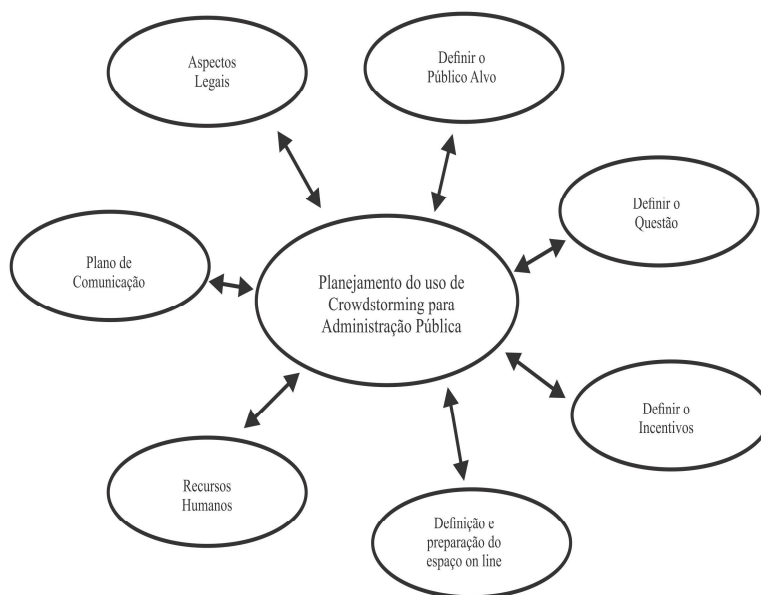 Aspectos
Legais
Definir o
Público Alvo
Definir o
Questão
Plano de
Comunicação
Planejamento do uso de
Crowdstorming para
Administração Pública
Definir o
Incentivos
Recursos
Humanos
Definição e
preparação do
espaço on line